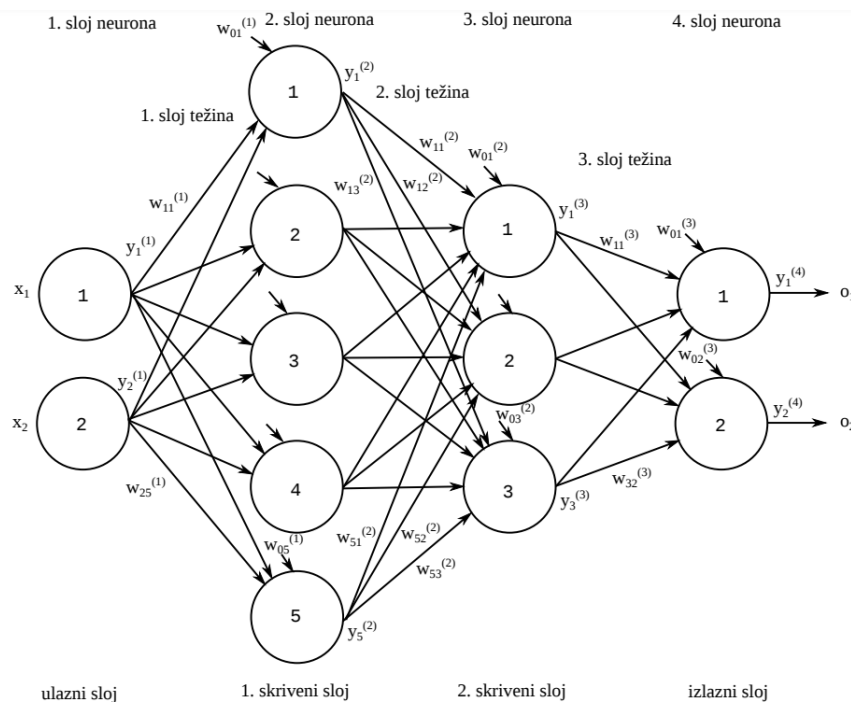 1. sloj neurona
2. sloj neurona
3. sloj neurona
4. sloj neurona
w₀₁⁽¹⁾
1
y₁⁽²⁾
2. sloj težina
1. sloj težina
w₁₁⁽²⁾
w₀₁⁽²⁾
3. sloj težina
w₁₃⁽²⁾
w₁₂⁽²⁾
w₁₁⁽¹⁾
2
1
y₁⁽³⁾
w₁₁⁽³⁾
w₀₁⁽³⁾
y₁⁽¹⁾
x₁
1
1
y₁⁽⁴⁾
o
3
2
w₀₂⁽³⁾
y₂⁽¹⁾
w₀₃⁽²⁾
y₂⁽⁴⁾
x₂
2
2
o
w₂₅⁽¹⁾
4
3
y₃⁽³⁾
w₃₂⁽³⁾
w₀₅⁽¹⁾
w₅₁⁽²⁾
w₅₂⁽²⁾
w₅₃⁽²⁾
5
y₅⁽²⁾
ulazni sloj
1. skriveni sloj
2. skriveni sloj
izlazni sloj